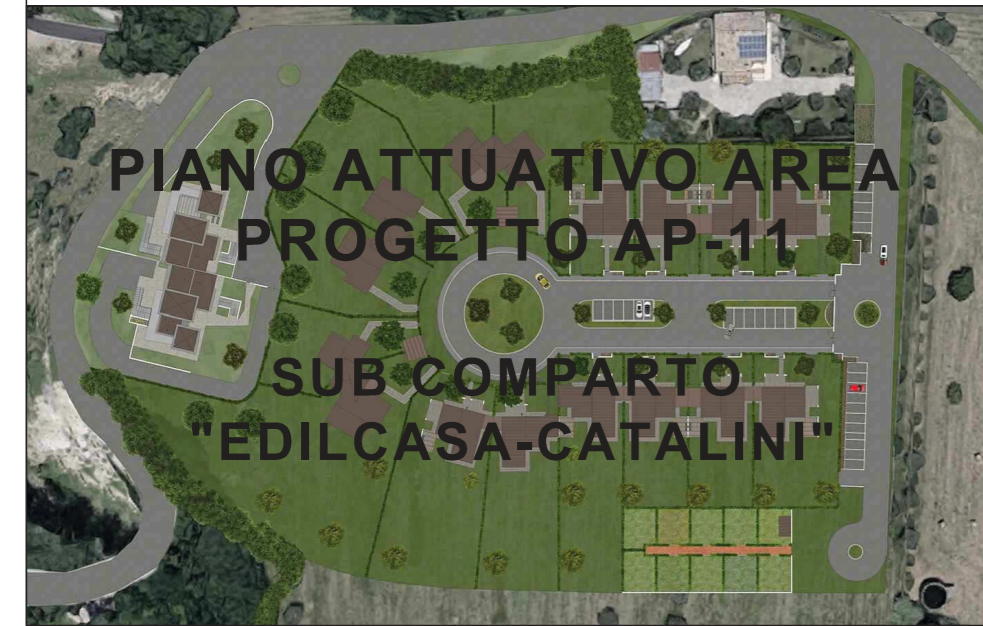 PIANO ATTUATIVO AREA
PROGETTO AP-11
SUB COMPARTO
"EDILCASA-CATALINI"